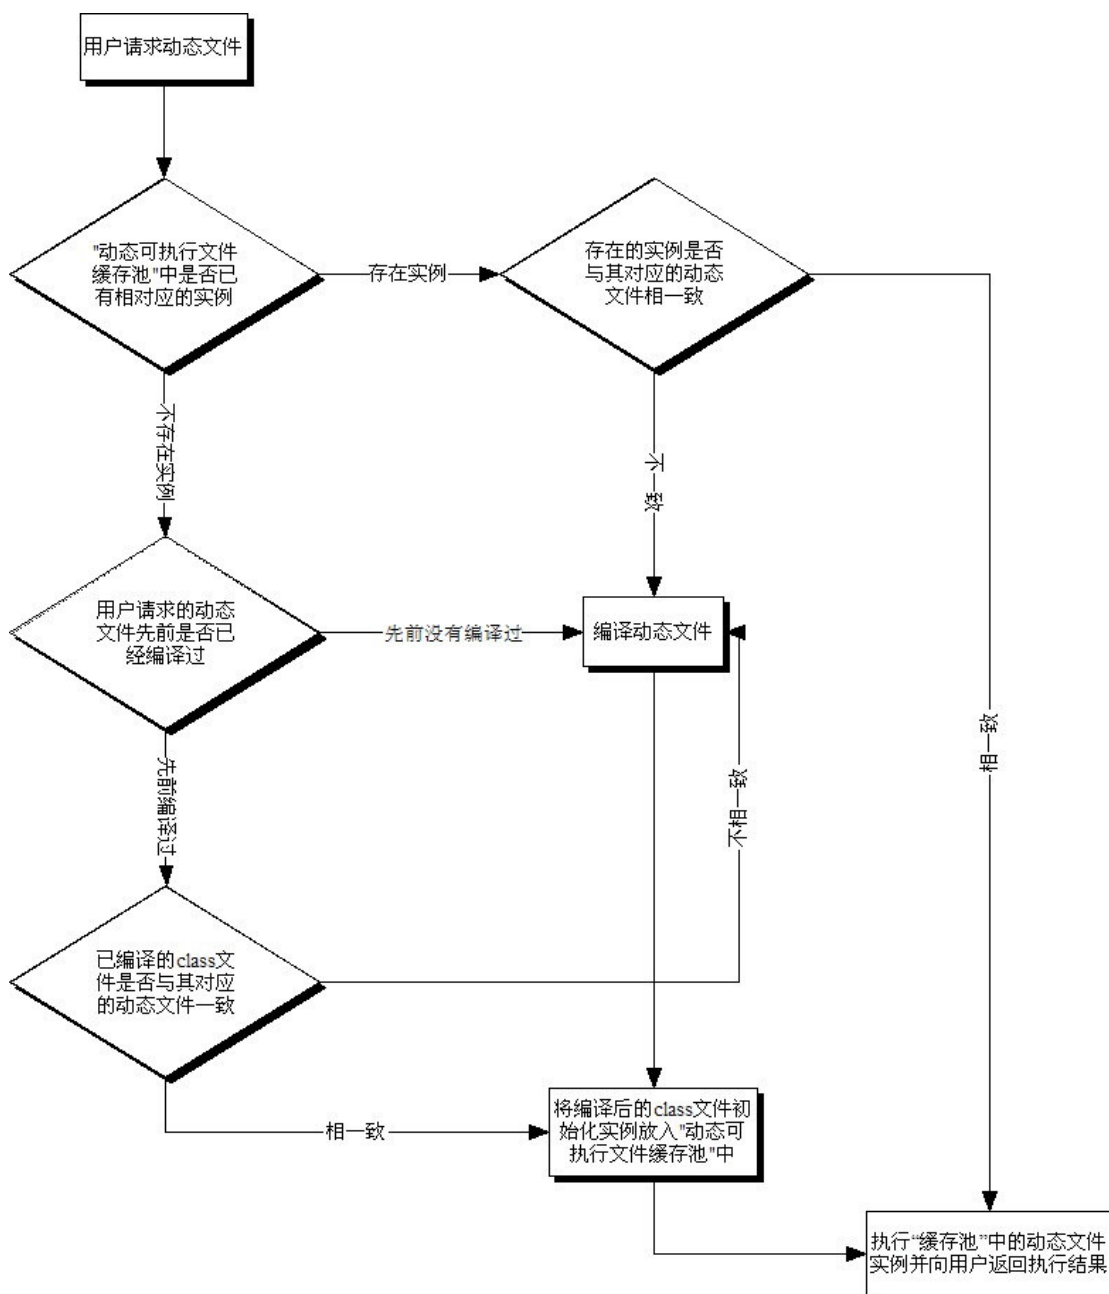 用户请求动态文件
"动态可执行文件
缓存池"中是否已
有相对应的实例
存在实例
存在的实例是否
与其对应的动态
文件相一致
不存在实例
不一致
用户请求的动态
文件先前是否已
经编译过
先前没有编译过
编译动态文件
相一致
先前编译过
不相一致
已编译的class文
件是否与其对应
的动态文件一致
相一致
将编译后的class文件初
始化实例放入"动态可
执行文件缓存池"中
执行“缓存池”中的动态文件
实例并向用户返回执行结果